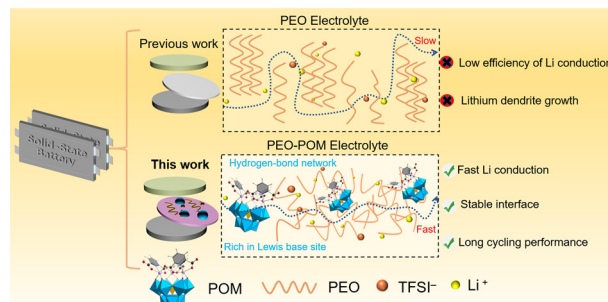 PEO Electrolyte
Previous work
Slow
Low efficiency of Li conduction
Lithium dendrite growth
Solid-State
Battery
PEO-POM Electrolyte
This work
Hydrogen-bond network
Fast Li conduction
Stable interface
Fast
Rich in Lewis base site
Long cycling performance
POM
PEO
TFSI⁻
Li⁺